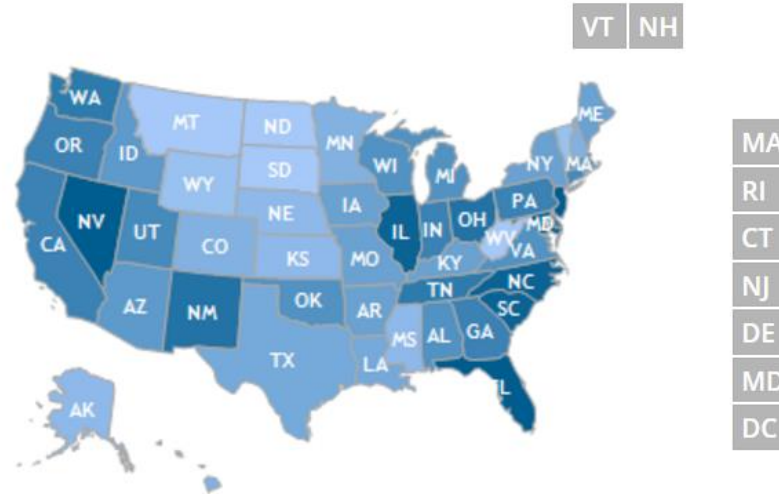 VT NH
WA
ME
MT ND
OR MN
ID WI NY MA
SD MI
WY
PA
IA
NE OH
NV IL IN MD
UT WV
CA CO VA
KS MO KY
NC
TN
OK
AZ NM SC
AR
AL GA
MS
TX LA
AK
MA
RI
CT
NJ
DE
MD
DC